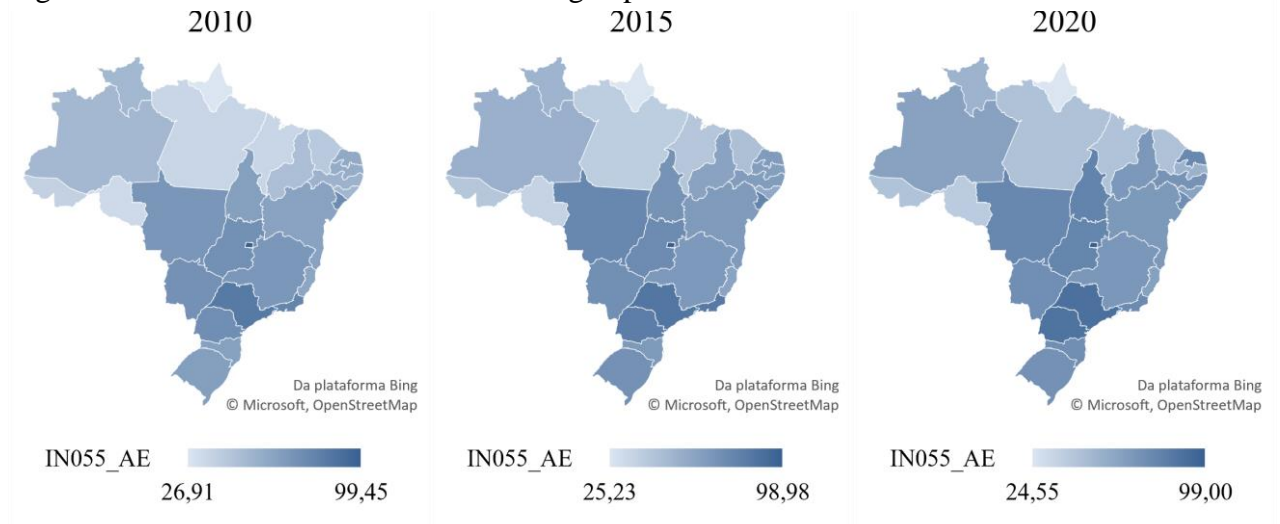 2010
2015
2020
Da plataforma Bing
© Microsoft, OpenStreetMap
Da plataforma Bing
© Microsoft, OpenStreetMap
Da plataforma Bing
© Microsoft, OpenStreetMap
IN055_AE
26,91 99,45
IN055_AE
25,23 98,98
IN055_AE
24,55 99,00